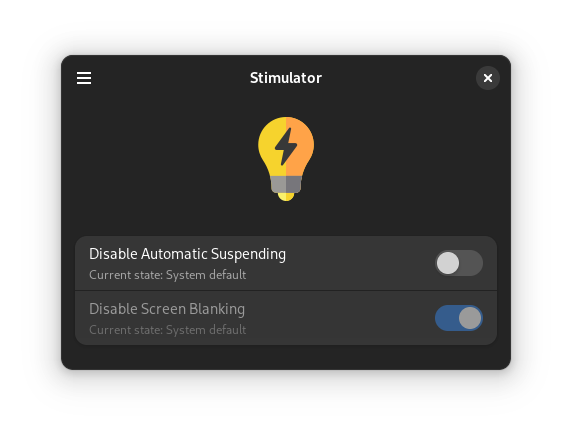 Stimulator
Disable Automatic Suspending
Current state: System default
Disable Screen Blanking
Current state: System default